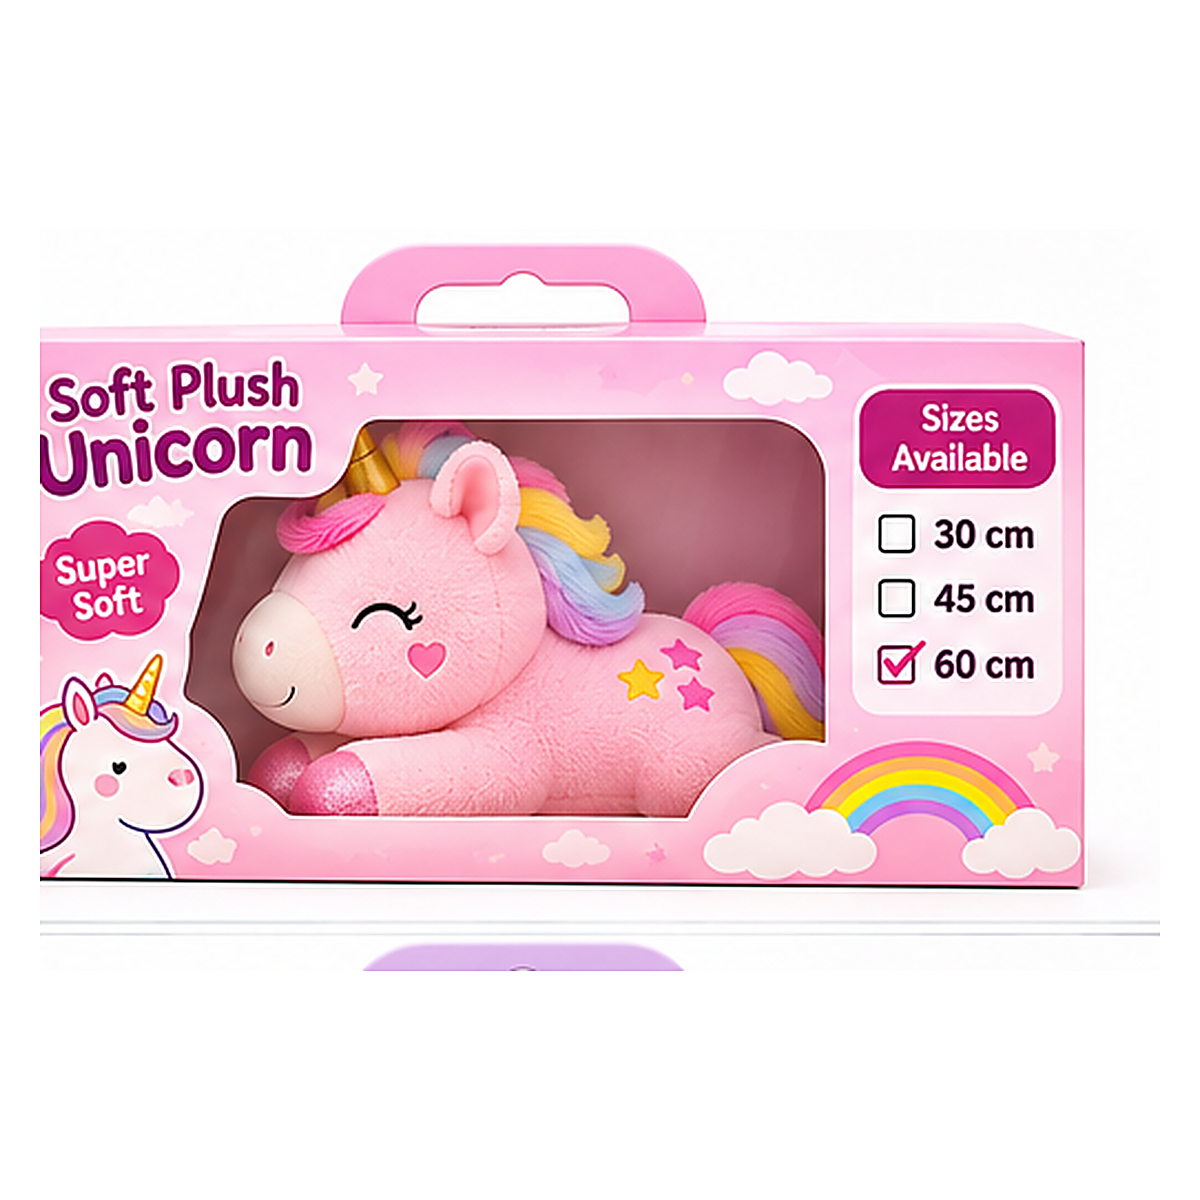 Soft Plush
Unicorn
Super
Soft
Sizes
Available
30 cm
45 cm
60 cm